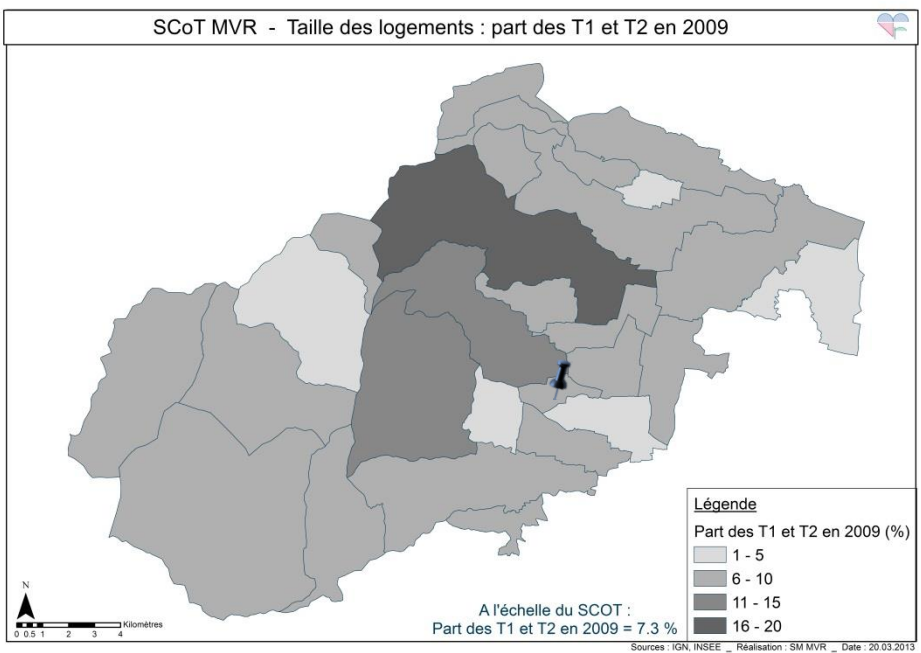 SCoT MVR - Taille des logements : part des T1 et T2 en 2009
Légende
Part des T1 et T2 en 2009 (%)
1 - 5
6 - 10
11 - 15
16 - 20
N
0 0.5 1 2 3 4 Kilomètres
A l'échelle du SCOT :
Part des T1 et T2 en 2009 = 7.3 %
Sources : IGN, INSEE _ Réalisation : SM MVR _ Date : 20.03.2013